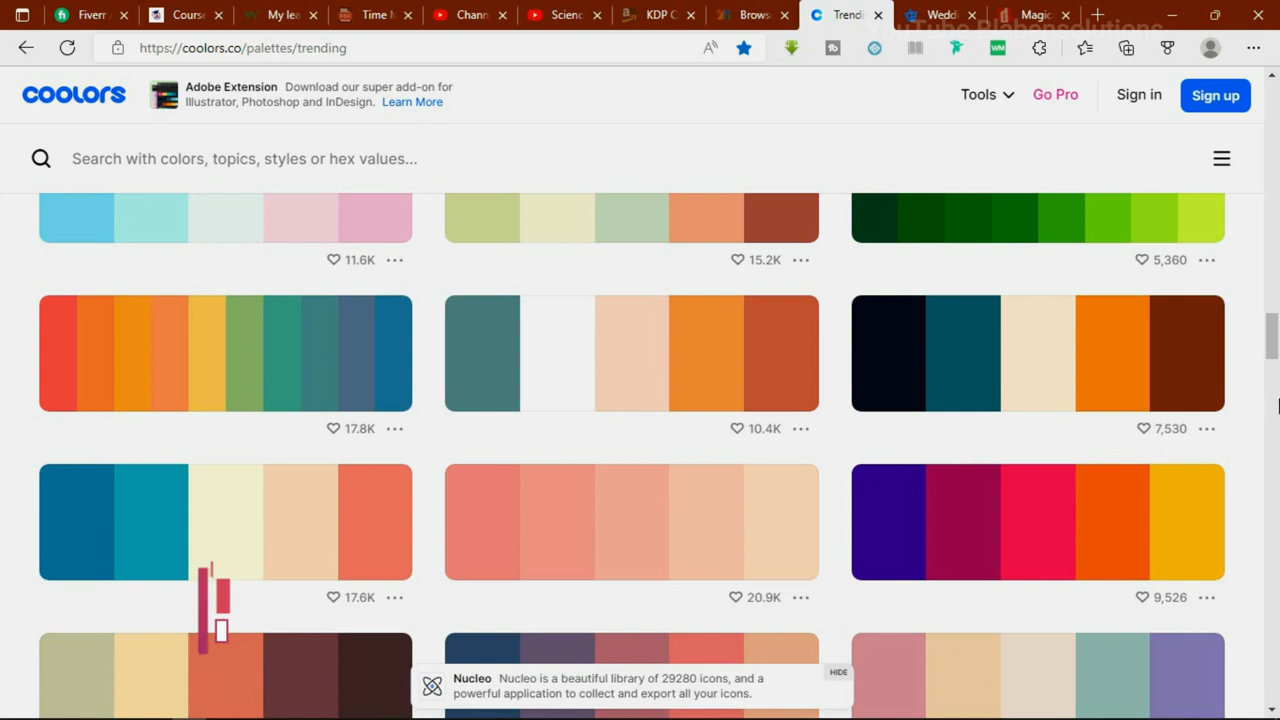 Fiverr
Course
My lea
Time M
Chann
Scienc
KDP C
Brows
Trendi
Weddi
Magic
YouTube Blabensolutions
https://coolors.co/palettes/trending
coolors
Adobe Extension Download our super add-on for
Illustrator, Photoshop and InDesign. Learn More
Tools
Go Pro
Sign in
Sign up
Search with colors, topics, styles or hex values...
11.6K
15.2K
5,360
17.8K
10.4K
7,530
17.6K
20.9K
9,526
Nucleo Nucleo is a beautiful library of 29280 icons, and a
powerful application to collect and export all your icons.
HIDE